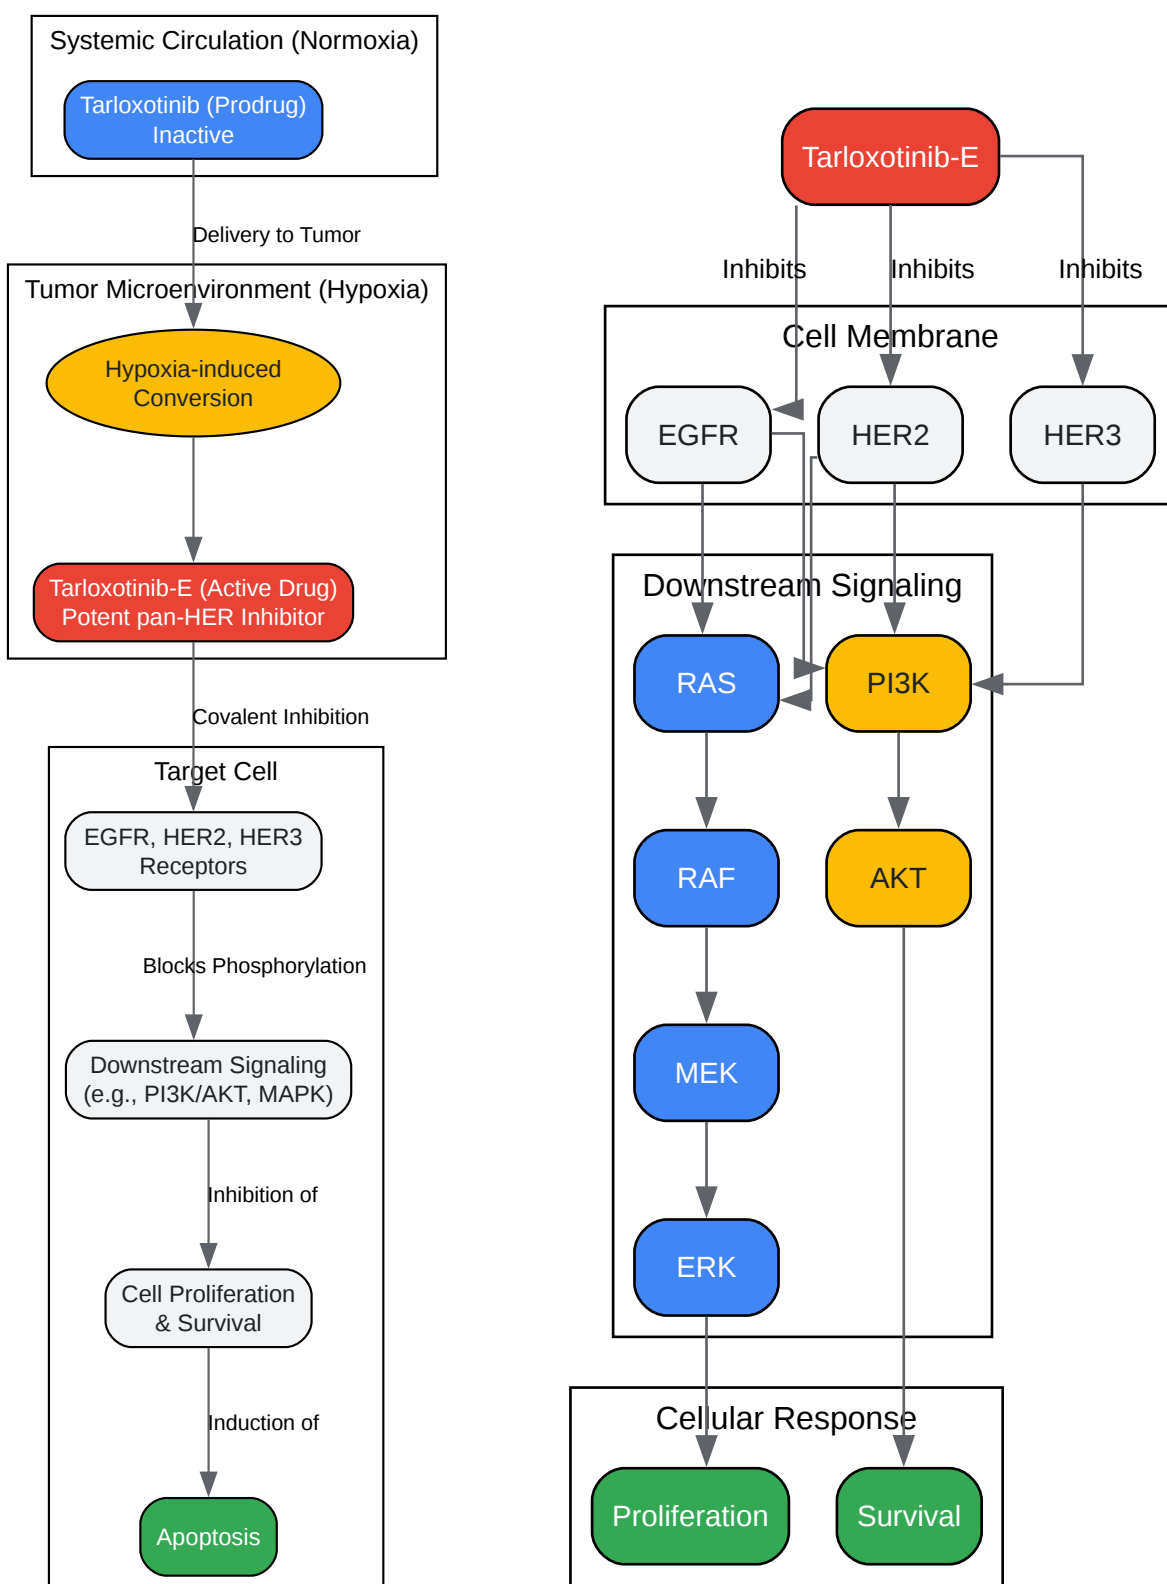 Systemic Circulation (Normoxia)
Tarloxotinib (Prodrug)
Inactive
Delivery to Tumor
Tumor Microenvironment (Hypoxia)
Hypoxia-induced
Conversion
Tarloxotinib-E (Active Drug)
Potent pan-HER Inhibitor
Covalent Inhibition
Target Cell
EGFR, HER2, HER3
Receptors
Blocks Phosphorylation
Downstream Signaling
(e.g., PI3K/AKT, MAPK)
Inhibition of
Cell Proliferation
& Survival
Induction of
Apoptosis
Tarloxotinib-E
Inhibits
Inhibits
Inhibits
Cell Membrane
EGFR
HER2
HER3
Downstream Signaling
RAS
PI3K
RAF
AKT
MEK
ERK
Cellular Response
Proliferation
Survival